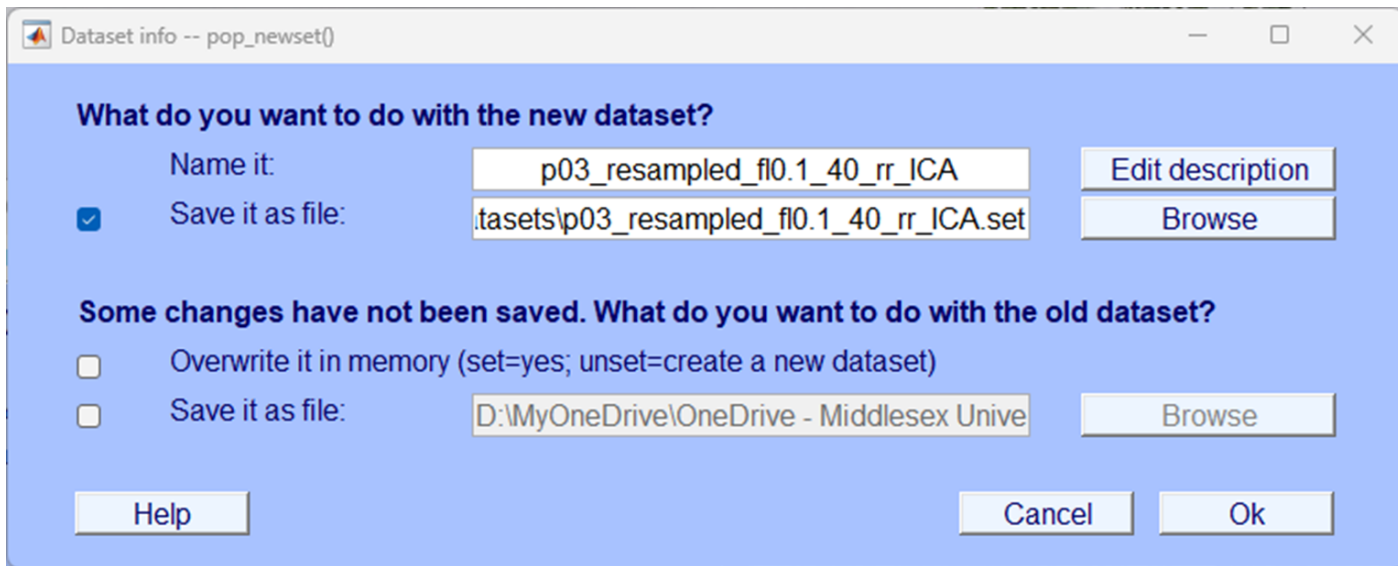 Dataset info -- pop_newset()
What do you want to do with the new dataset?
Name it: p03_resampled_fl0.1_40_rr_ICA Edit description
Save it as file: tasets\p03_resampled_fl0.1_40_rr_ICA.set Browse
Some changes have not been saved. What do you want to do with the old dataset?
Overwrite it in memory (set=yes; unset=create a new dataset)
Save it as file: D:\MyOneDrive\OneDrive - Middlesex Unive Browse
Help Cancel Ok